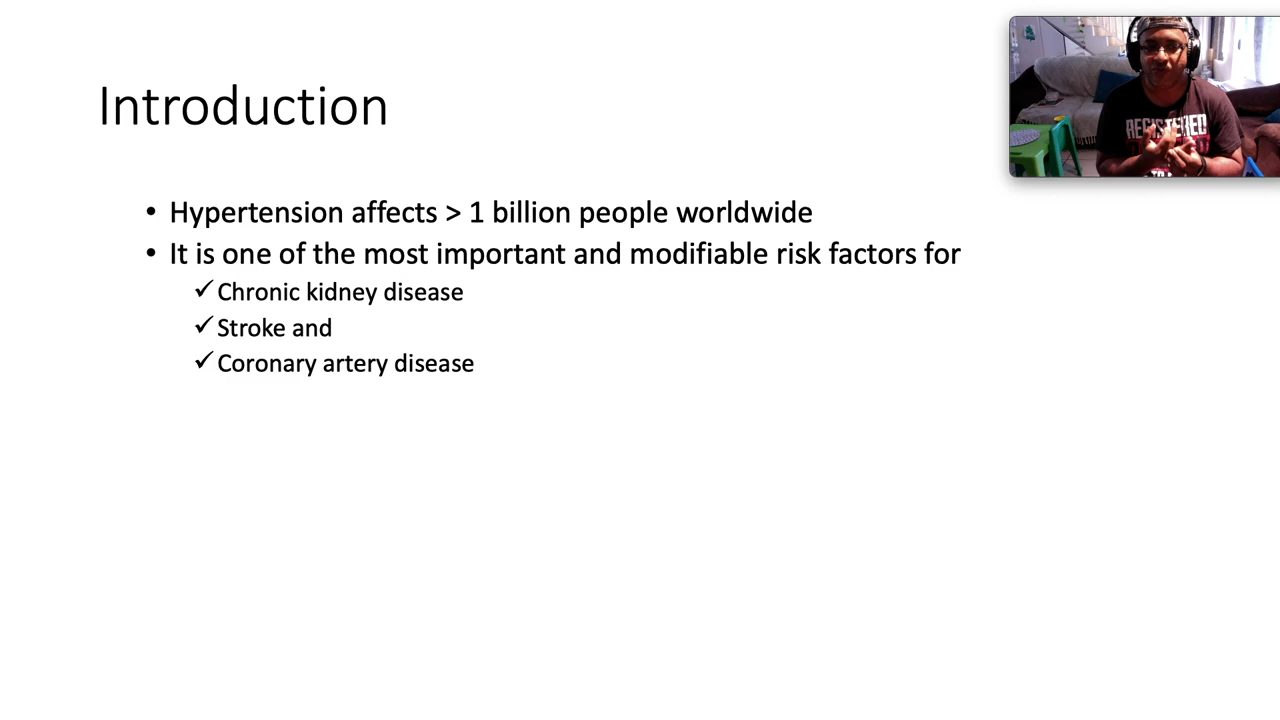 Introduction
• Hypertension affects > 1 billion people worldwide
• It is one of the most important and modifiable risk factors for
✓ Chronic kidney disease
✓ Stroke and
✓ Coronary artery disease
REGISTERED